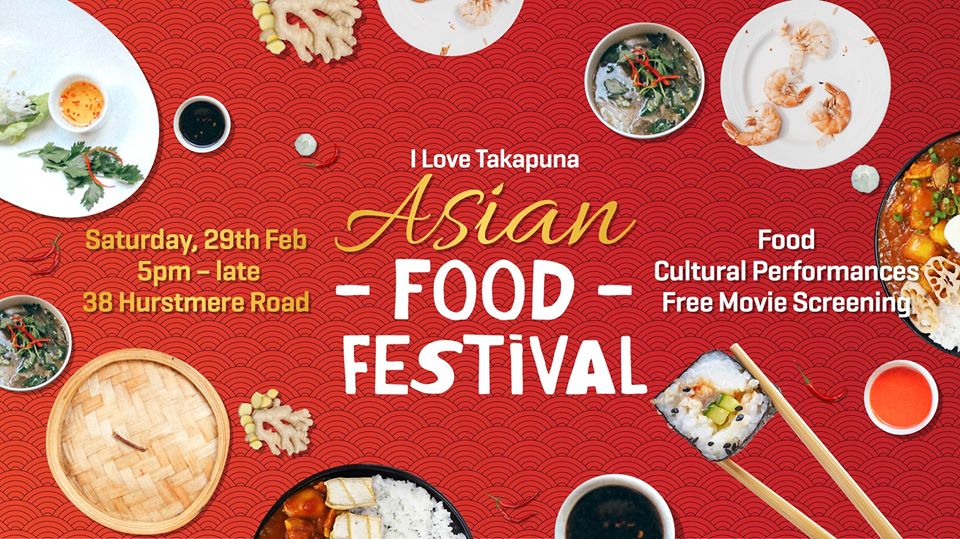 I Love Takapuna
Asian
- FOOD -
FESTiVAL
Saturday, 29th Feb
5pm – late
38 Hurstmere Road
Food
Cultural Performances
Free Movie Screening